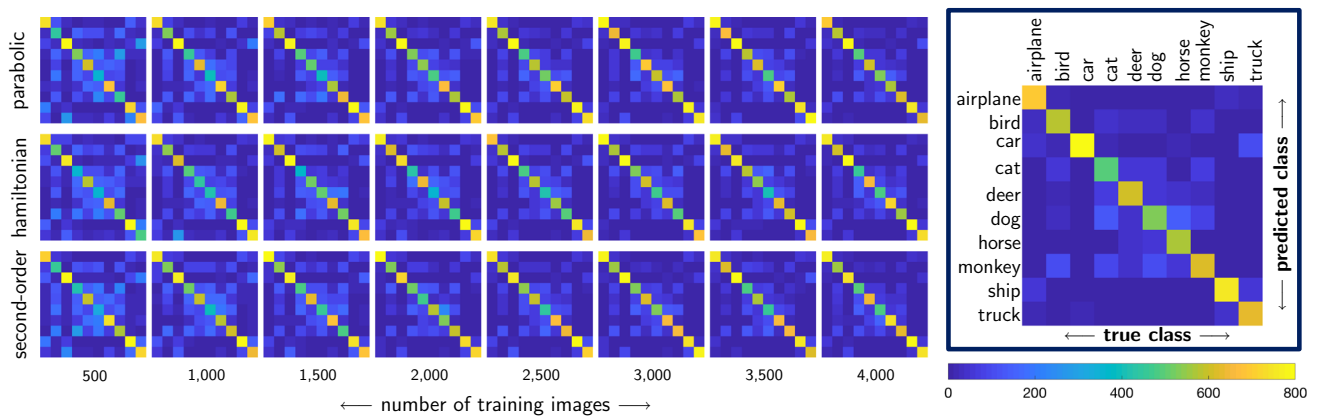 parabolic
hamiltonian
second-order
500 1,000 1,500 2,000 2,500 3,000 3,500 4,000
← number of training images →
airplane bird car cat deer dog horse monkey ship truck
airplane
bird
car
cat
deer
dog
horse
monkey
ship
truck
← predicted class →
← true class →
0 200 400 600 800